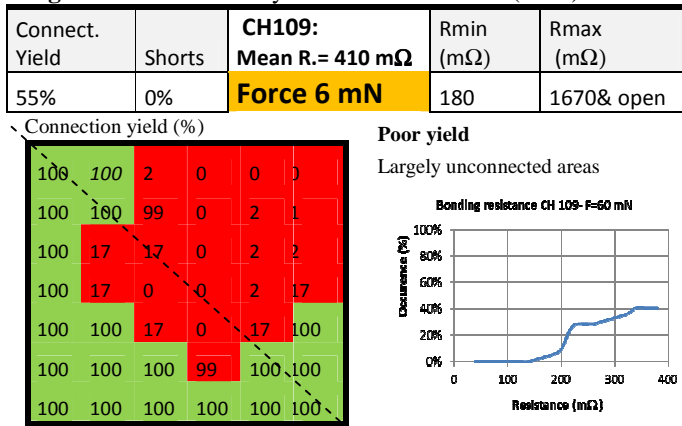 Connect. Yield Shorts CH109: Mean R.= 410 mΩ Rmin (mΩ) Rmax (mΩ)
55% 0% Force 6 mN 180 1670& open
Connection yield (%)
100 100 2 0 0 0
100 100 99 0 2 1
100 17 17 0 2 2
100 17 0 0 2 17
100 100 17 0 17 100
100 100 100 99 100 100
100 100 100 100 100 100
Poor yield
Largely unconnected areas
Bonding resistance CH 109- F=60 mN
Occurence (%)
100%
80%
60%
40%
20%
0%
0 100 200 300 400
Resistance (mΩ)